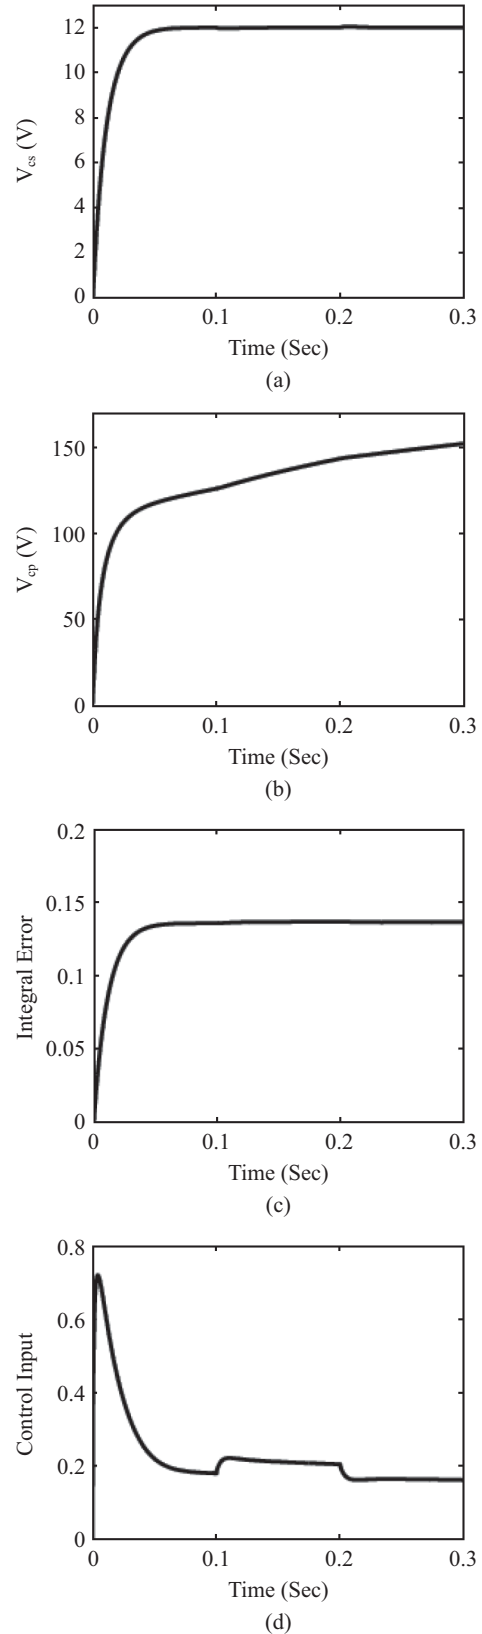 12
10
8
6
4
2
0
V_cs (V)
0 0.1 0.2 0.3
Time (Sec)
(a)
150
100
50
0
V_cp (V)
0 0.1 0.2 0.3
Time (Sec)
(b)
0.2
0.15
0.1
0.05
0
Integral Error
0 0.1 0.2 0.3
Time (Sec)
(c)
0.8
0.6
0.4
0.2
0
Control Input
0 0.1 0.2 0.3
Time (Sec)
(d)